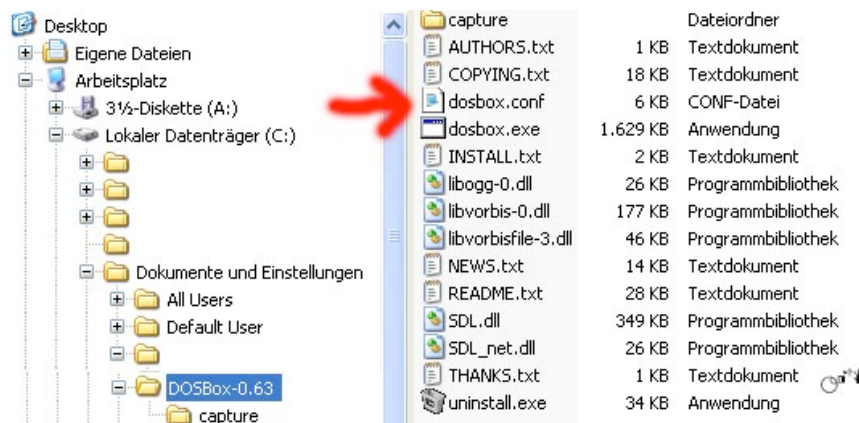 Desktop
Eigene Dateien
Arbeitsplatz
3½-Diskette (A:)
Lokaler Datenträger (C:)
Dokumente und Einstellungen
All Users
Default User
DOSBox-0.63
capture
capture Dateiordner
AUTHORS.txt 1 KB Textdokument
COPYING.txt 18 KB Textdokument
dosbox.conf 6 KB CONF-Datei
dosbox.exe 1.629 KB Anwendung
INSTALL.txt 2 KB Textdokument
libogg-0.dll 26 KB Programmbibliothek
libvorbis-0.dll 177 KB Programmbibliothek
libvorbisfile-3.dll 46 KB Programmbibliothek
NEWS.txt 14 KB Textdokument
README.txt 28 KB Textdokument
SDL.dll 349 KB Programmbibliothek
SDL_net.dll 26 KB Programmbibliothek
THANKS.txt 1 KB Textdokument
uninstall.exe 34 KB Anwendung